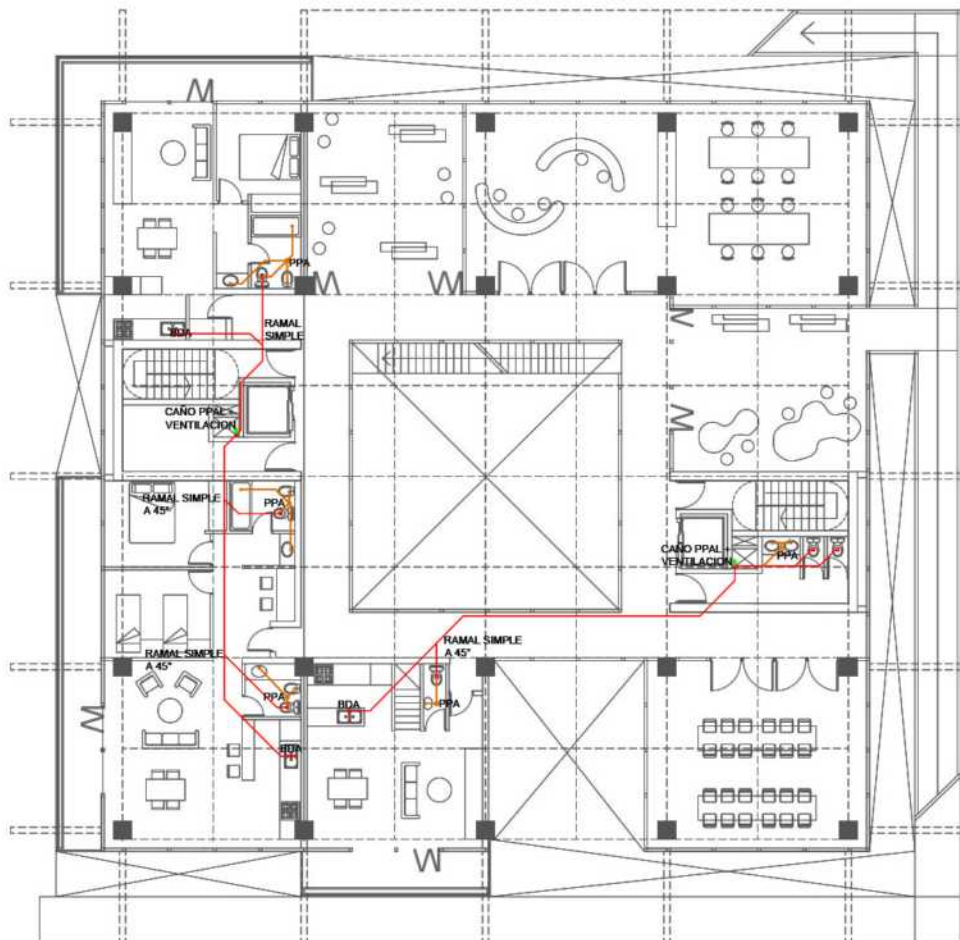 PPA
RAMAL
SIMPLE
BDA
CAÑO PPAL +
VENTILACION
RAMAL SIMPLE
A 45°
PPA
CAÑO PPAL +
VENTILACION
PPA
RAMAL SIMPLE
A 45°
PPA
BDA
RAMAL SIMPLE
A 45°
BDA
PPA